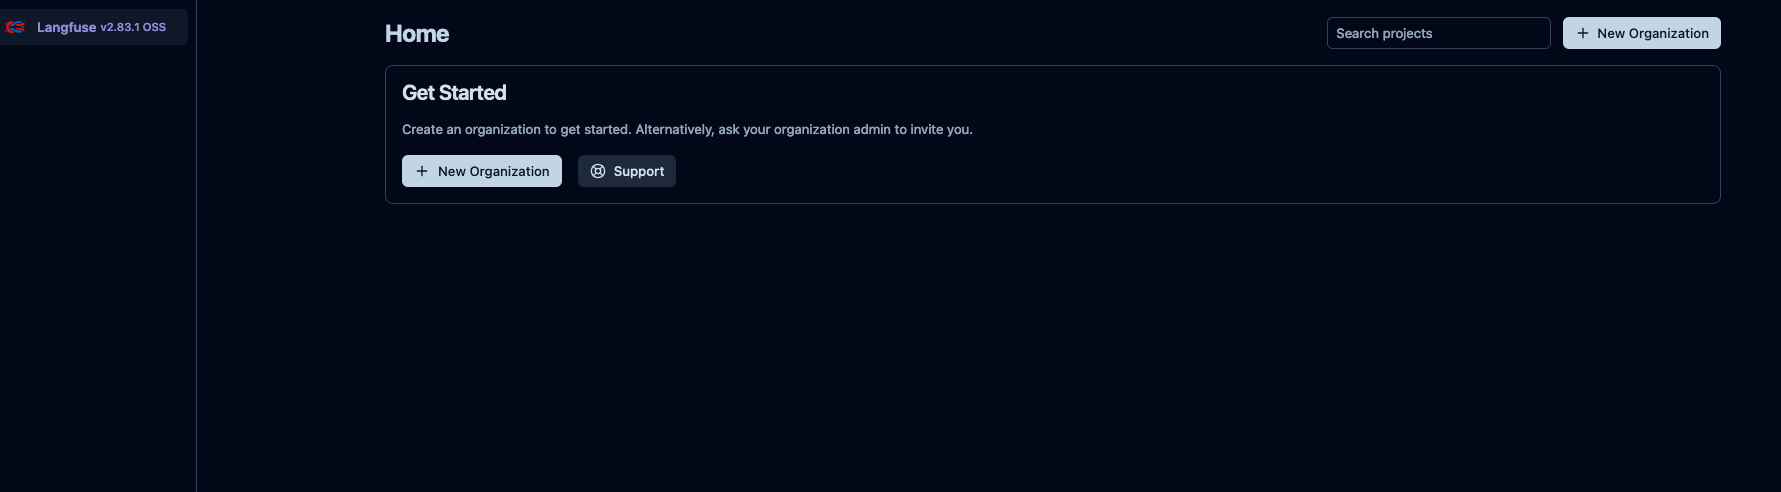 Langfuse v2.83.1 OSS
Home
Search projects
New Organization
Get Started
Create an organization to get started. Alternatively, ask your organization admin to invite you.
New Organization
Support